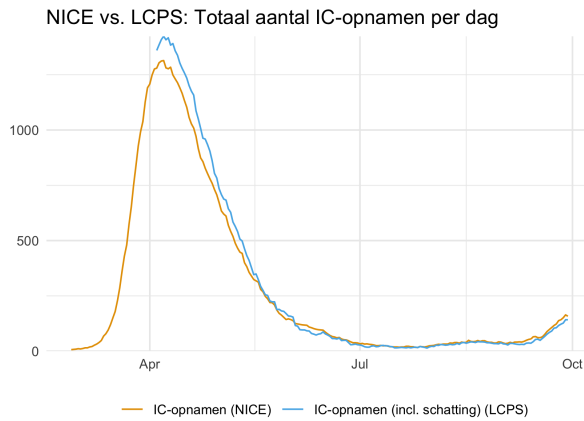 NICE vs. LCPS: Totaal aantal IC-opnamen per dag
1000
500
0
Apr
Jul
Oct
IC-opnamen (NICE)
IC-opnamen (incl. schatting) (LCPS)